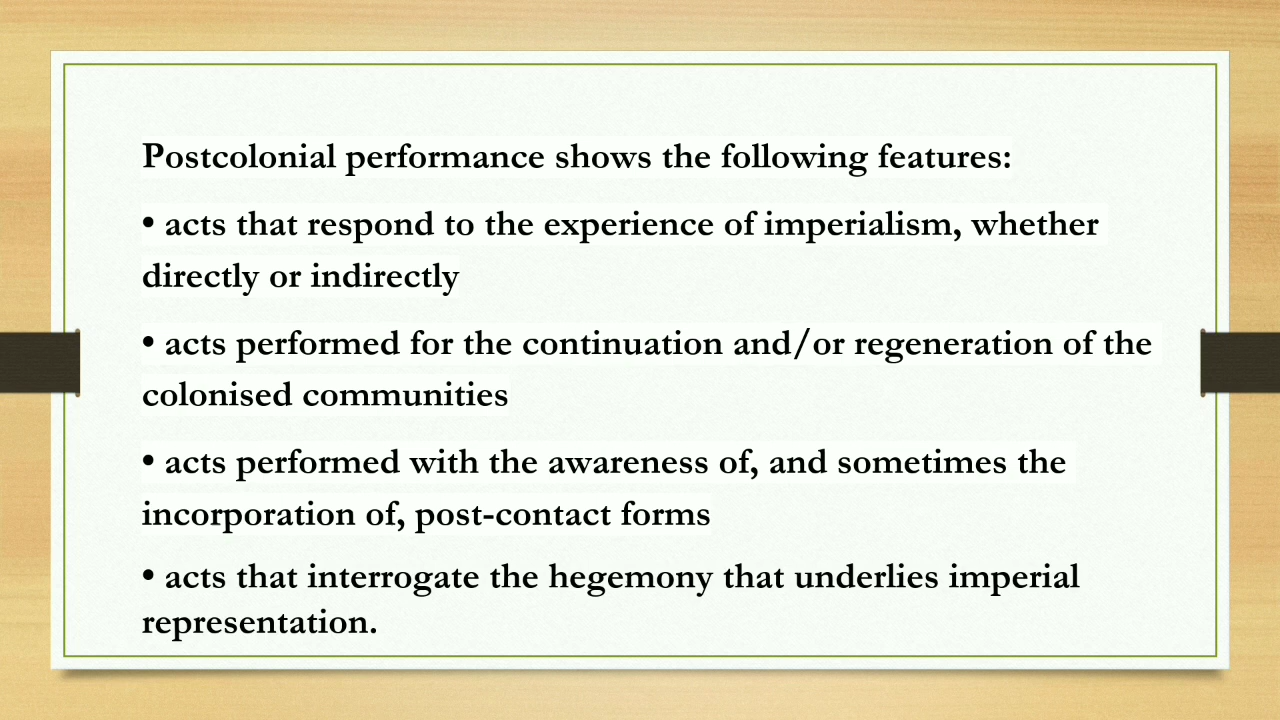 Postcolonial performance shows the following features:
• acts that respond to the experience of imperialism, whether
directly or indirectly
• acts performed for the continuation and/or regeneration of the
colonised communities
• acts performed with the awareness of, and sometimes the
incorporation of, post-contact forms
• acts that interrogate the hegemony that underlies imperial
representation.